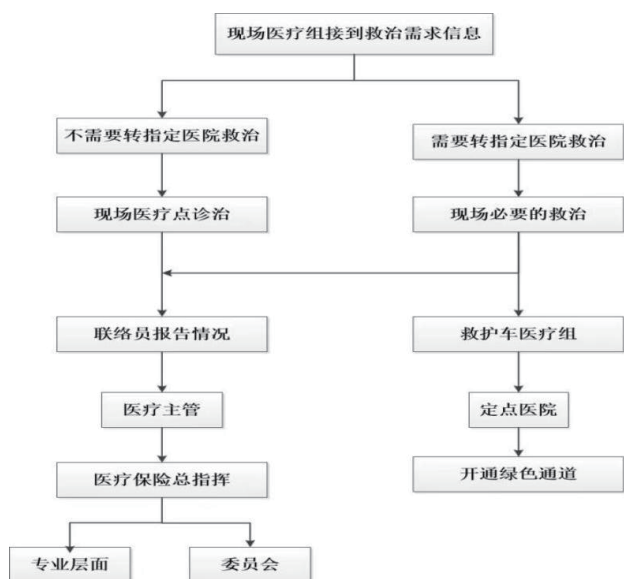 现场医疗组接到救治需求信息
不需要转指定医院救治
需要转指定医院救治
现场医疗点诊治
现场必要的救治
联络员报告情况
救护车医疗组
医疗主管
定点医院
医疗保险总指挥
开通绿色通道
专业层面
委员会